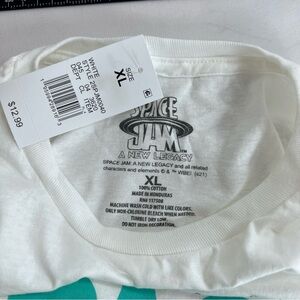 SIZE
XL
WHITE
$12.99
SPACE
JAM
A NEW LEGACY
SPACE JAM: A NEW LEGACY and all related
characters and elements © & ™ WBEI. (s21)
XL
100% COTTON
MADE IN HONDURAS
RN# 117508
MACHINE WASH COLD WITH LIKE COLORS.
ONLY NON-CHLORINE BLEACH WHEN NEEDED.
TUMBLE DRY LOW.
DO NOT IRON DECORATION.